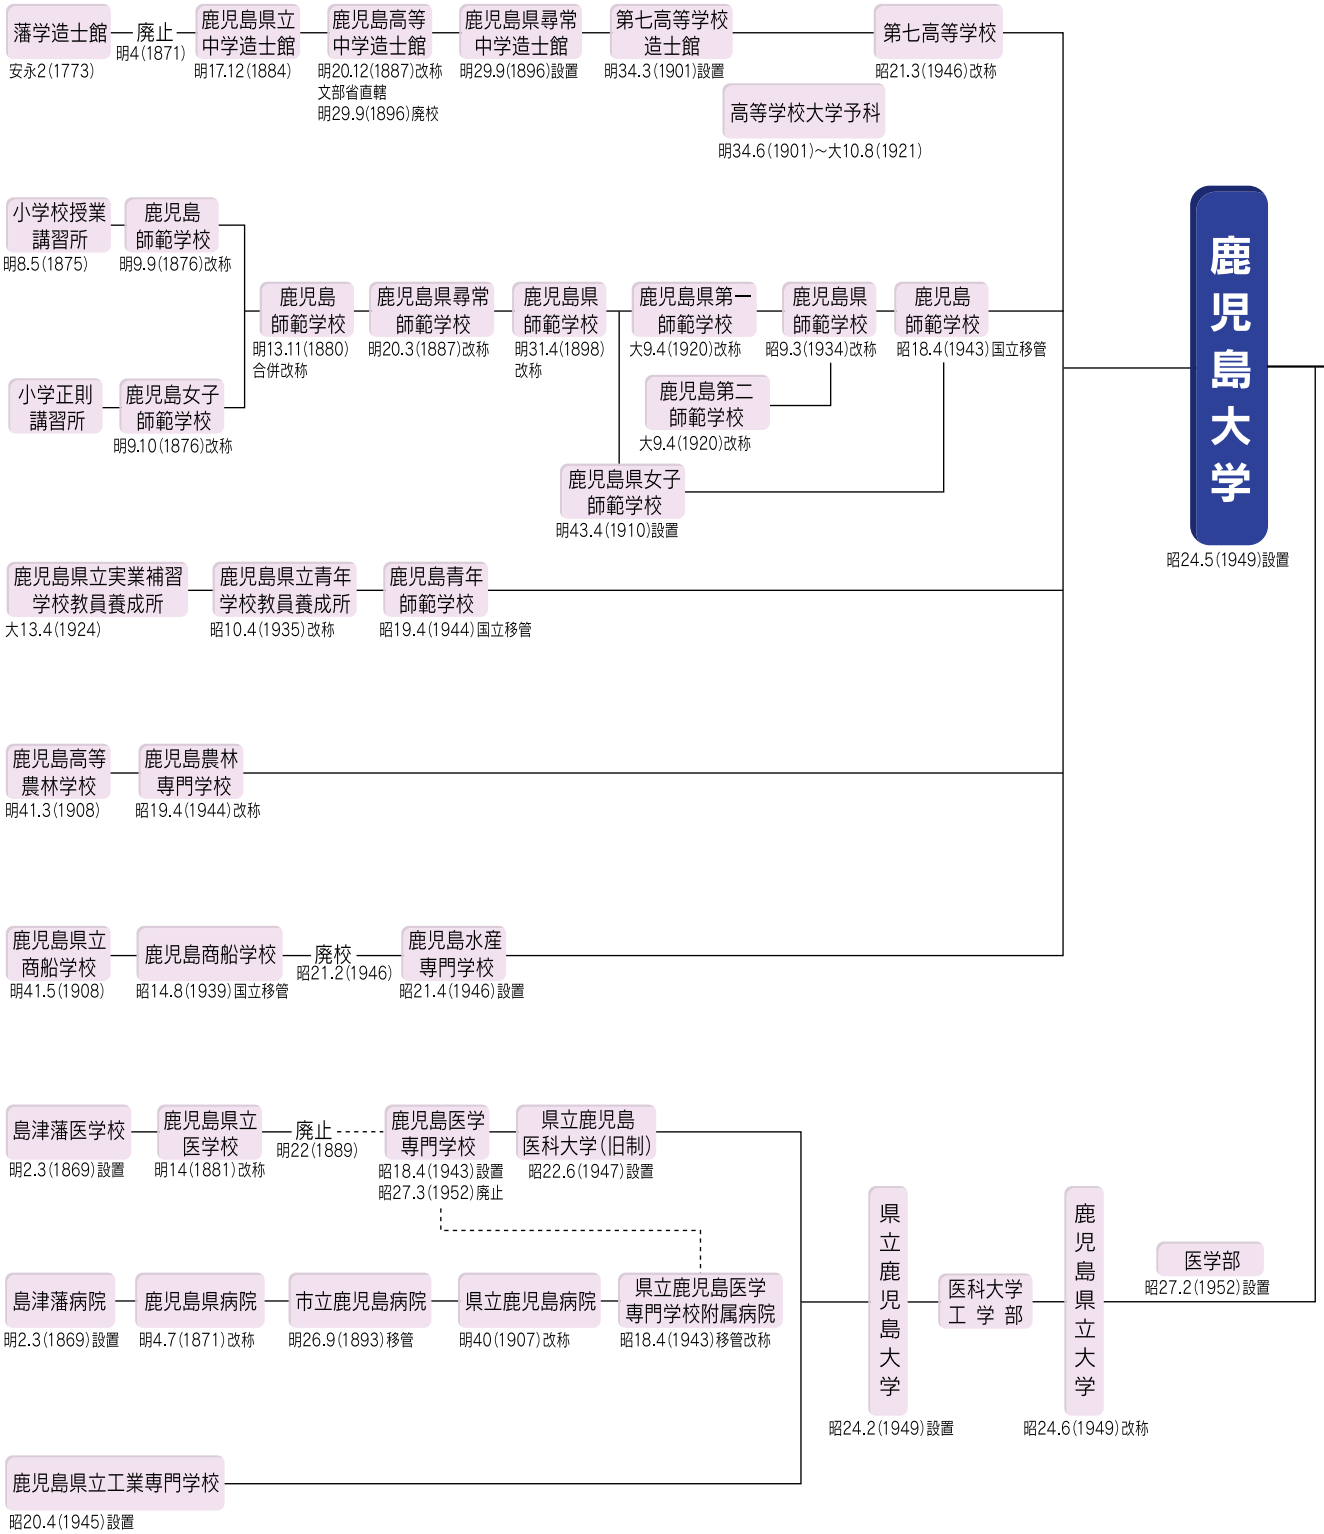 藩学造士館
安永2(1773)
廃止
明4(1871)
鹿児島県立
中学造士館
明17.12(1884)
鹿児島高等
中学造士館
明20.12(1887)改称
文部省直轄
明29.9(1896)廃校
鹿児島県尋常
中学造士館
明29.9(1896)設置
第七高等学校
造士館
明34.3(1901)設置
第七高等学校
昭21.3(1946)改称
高等学校大学予科
明34.6(1901)～大10.8(1921)
小学校授業
講習所
明8.5(1875)
鹿児島
師範学校
明9.9(1876)改称
小学正則
講習所
鹿児島女子
師範学校
明9.10(1876)改称
鹿児島
師範学校
明13.11(1880)
合併改称
鹿児島県尋常
師範学校
明20.3(1887)改称
鹿児島県
師範学校
明31.4(1898)
改称
鹿児島県第一
師範学校
大9.4(1920)改称
鹿児島県
師範学校
昭9.3(1934)改称
鹿児島
師範学校
昭18.4(1943)国立移管
鹿児島第二
師範学校
大9.4(1920)改称
鹿児島県女子
師範学校
明43.4(1910)設置
鹿児島県立実業補習
学校教員養成所
大13.4(1924)
鹿児島県立青年
学校教員養成所
昭10.4(1935)改称
鹿児島青年
師範学校
昭19.4(1944)国立移管
鹿児島高等
農林学校
明41.3(1908)
鹿児島農林
専門学校
昭19.4(1944)改称
鹿児島県立
商船学校
明41.5(1908)
鹿児島商船学校
昭14.8(1939)国立移管
廃校
昭21.2(1946)
鹿児島水産
専門学校
昭21.4(1946)設置
鹿児島大学
昭24.5(1949)設置
島津藩医学校
明2.3(1869)設置
鹿児島県立
医学校
明14(1881)改称
廃止
明22(1889)
鹿児島医学
専門学校
昭18.4(1943)設置
昭27.3(1952)廃止
県立鹿児島
医科大学(旧制)
昭22.6(1947)設置
島津藩病院
明2.3(1869)設置
鹿児島県病院
明4.7(1871)改称
市立鹿児島病院
明26.9(1893)移管
県立鹿児島病院
明40(1907)改称
県立鹿児島医学
専門学校附属病院
昭18.4(1943)移管改称
鹿児島県立工業専門学校
昭20.4(1945)設置
県立鹿児島大学
昭24.2(1949)設置
医科大学
工学部
鹿児島県立大学
昭24.6(1949)改称
医学部
昭27.2(1952)設置